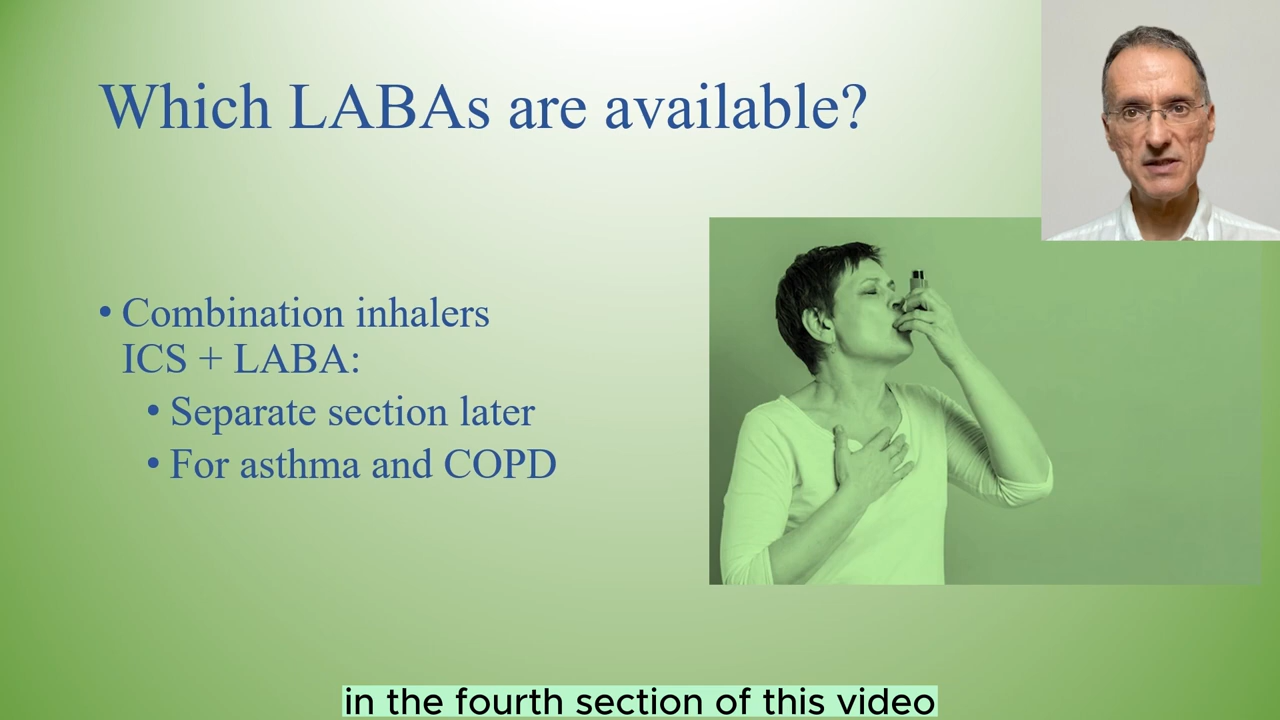 Which LABAs are available?
• Combination inhalers
ICS + LABA:
• Separate section later
• For asthma and COPD
in the fourth section of this video